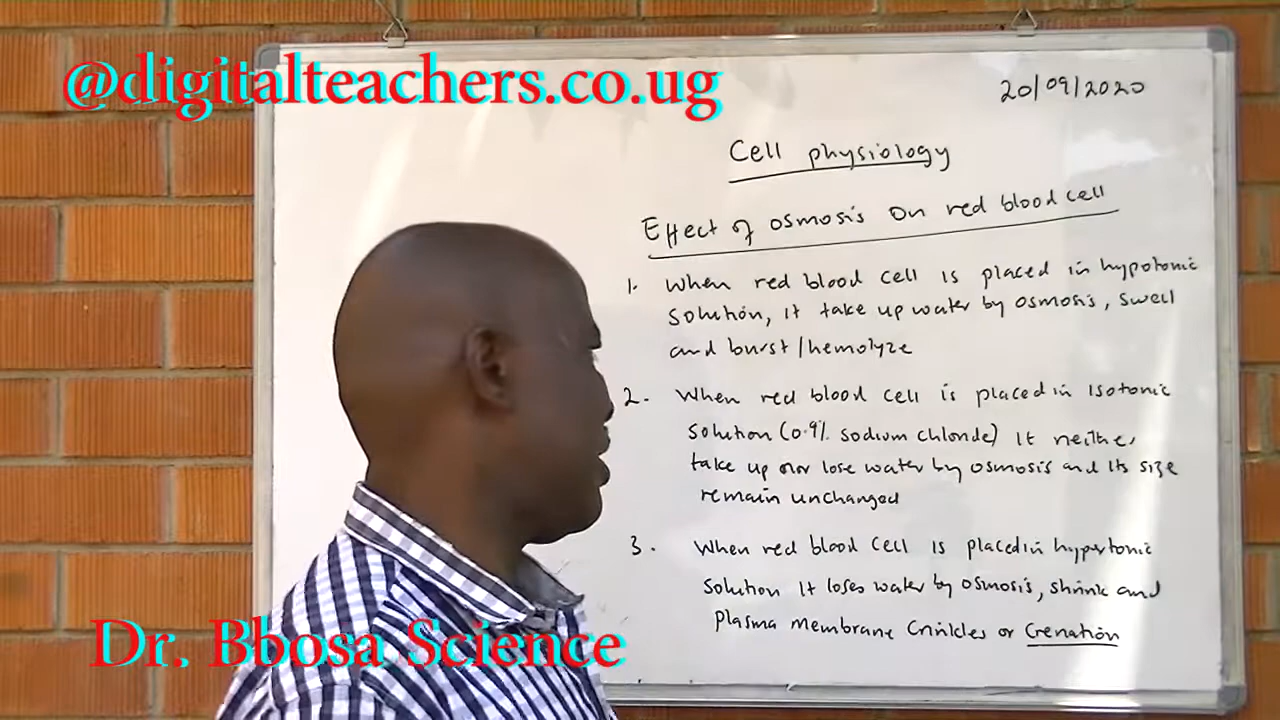 @digitalteachers.co.ug
20/09/2020
Cell physiology
Effect of osmosis on red blood cell
1. When red blood cell is placed in hypotonic
solution, it take up water by osmosis, swell
and burst/hemolyze
2. When red blood cell is placed in isotonic
solution (0.9% sodium chloride) it neither
take up nor lose water by osmosis and its size
remain unchanged
3. When red blood cell is placed in hypertonic
solution it loses water by osmosis, shrink and
plasma membrane crinkles or Crenation
Dr. Bbosa Science